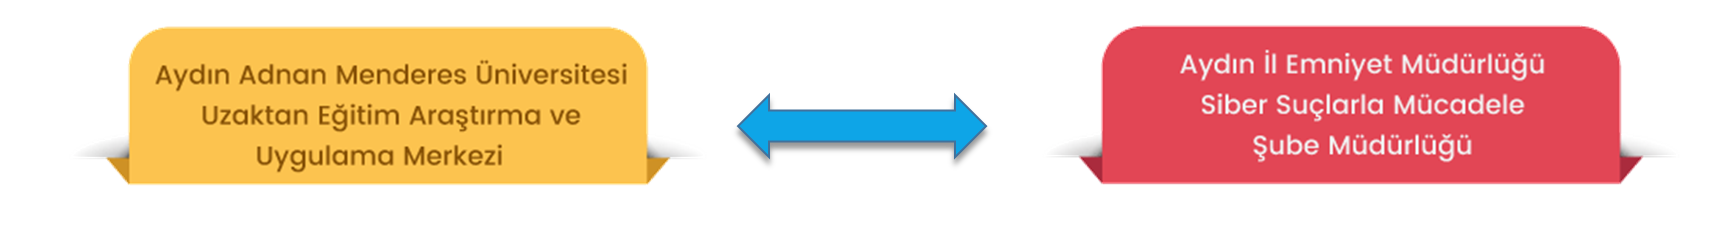 Aydın Adnan Menderes Üniversitesi
Uzaktan Eğitim Araştırma ve
Uygulama Merkezi
Aydın İl Emniyet Müdürlüğü
Siber Suçlarla Mücadele
Şube Müdürlüğü